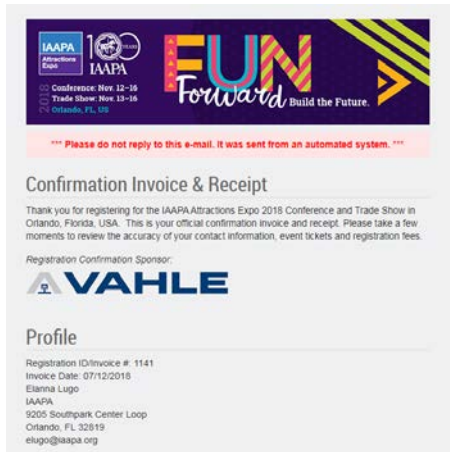 IAAPA
Attractions
Expo
100 YEARS
IAAPA
2018
Conference: Nov. 12–16
Trade Show: Nov. 13–16
Orlando, FL, US
FUN
Forward Build the Future.
*** Please do not reply to this e-mail. It was sent from an automated system. ***
Confirmation Invoice & Receipt
Thank you for registering for the IAAPA Attractions Expo 2018 Conference and Trade Show in
Orlando, Florida, USA. This is your official confirmation invoice and receipt. Please take a few
moments to review the accuracy of your contact information, event tickets and registration fees.
Registration Confirmation Sponsor:
VAHLE
Profile
Registration ID/Invoice #: 1141
Invoice Date: 07/12/2018
Elanna Lugo
IAAPA
9205 Southpark Center Loop
Orlando, FL 32819
elugo@iaapa.org